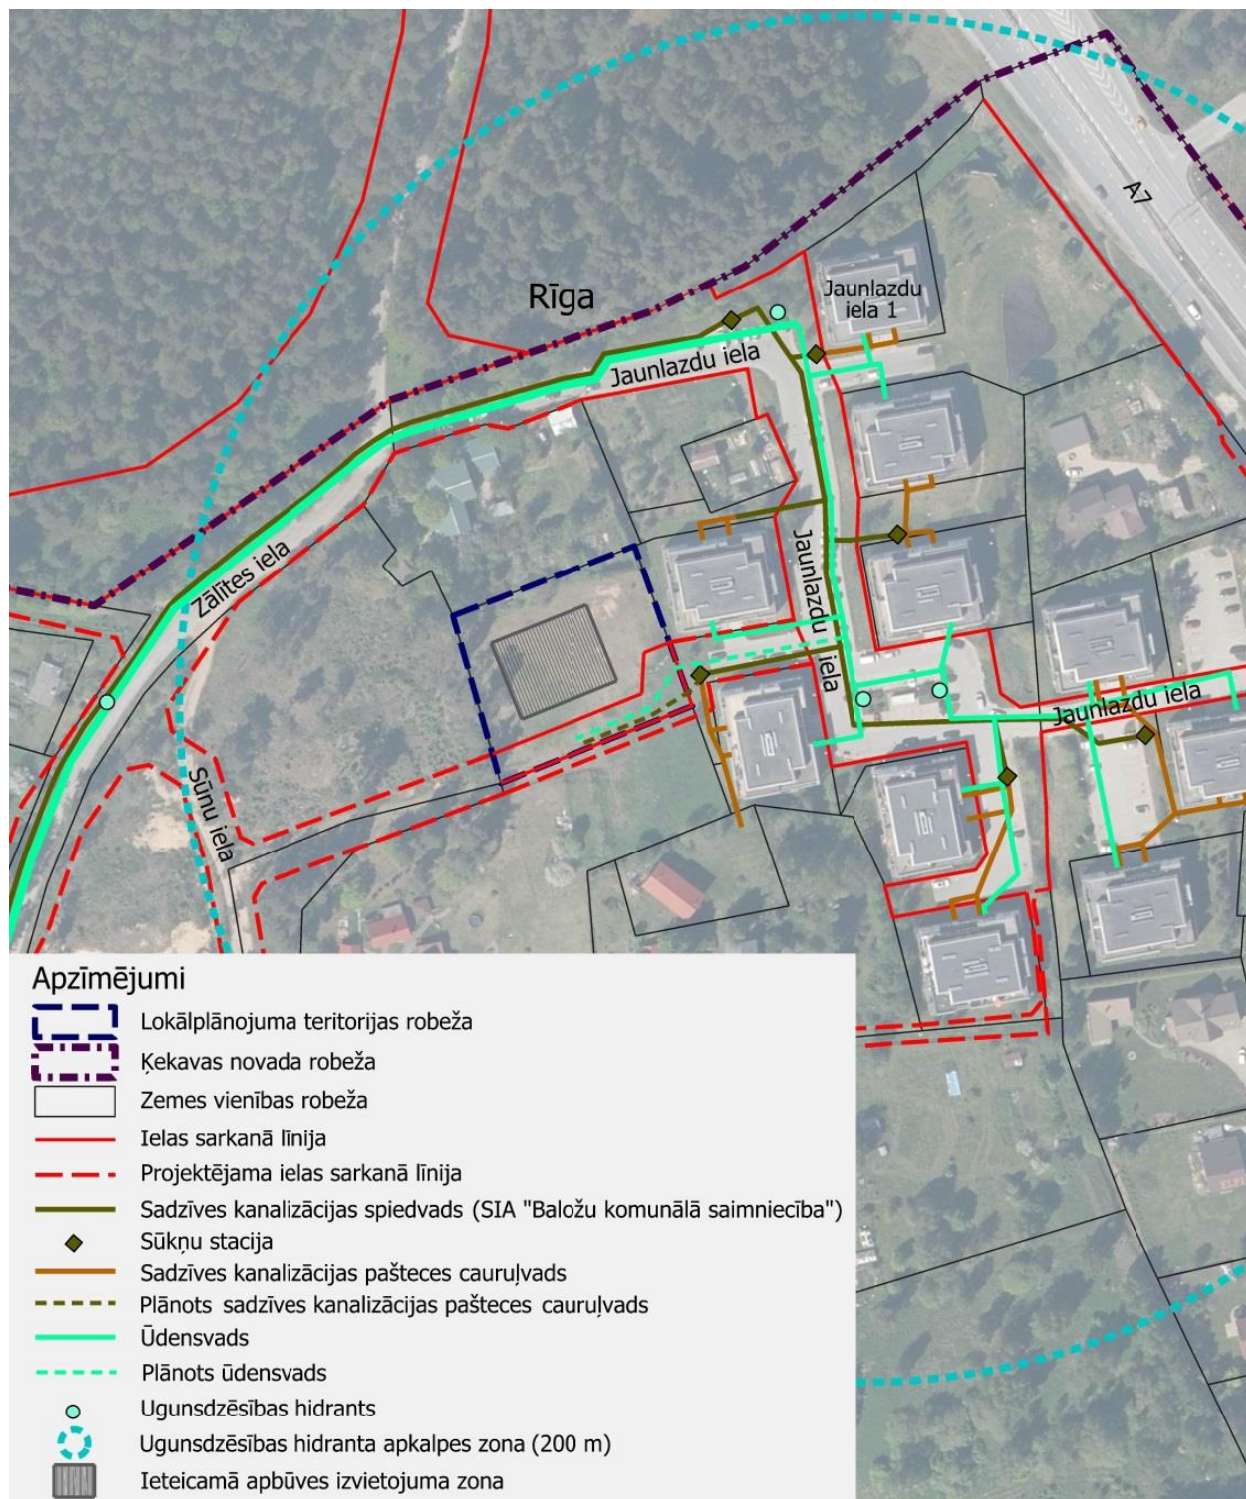 A7
Rīga
Jaunlazdu
iela 1
Jaunlazdu iela
Zālītes iela
Jaunlazdu iela
Jaunlazdu iela
Sūnu iela
Apzīmējumi
Lokālplānojuma teritorijas robeža
Ķekavas novada robeža
Zemes vienības robeža
Ielas sarkanā līnija
Projektējama ielas sarkanā līnija
Sadzīves kanalizācijas spiedvads (SIA "Baložu komunālā saimniecība")
Sūkņu stacija
Sadzīves kanalizācijas pašteces cauruļvads
Plānots sadzīves kanalizācijas pašteces cauruļvads
Ūdensvads
Plānots ūdensvads
Ugunsdzēsības hidrants
Ugunsdzēsības hidranta apkalpes zona (200 m)
Ieteicamā apbūves izvietojuma zona